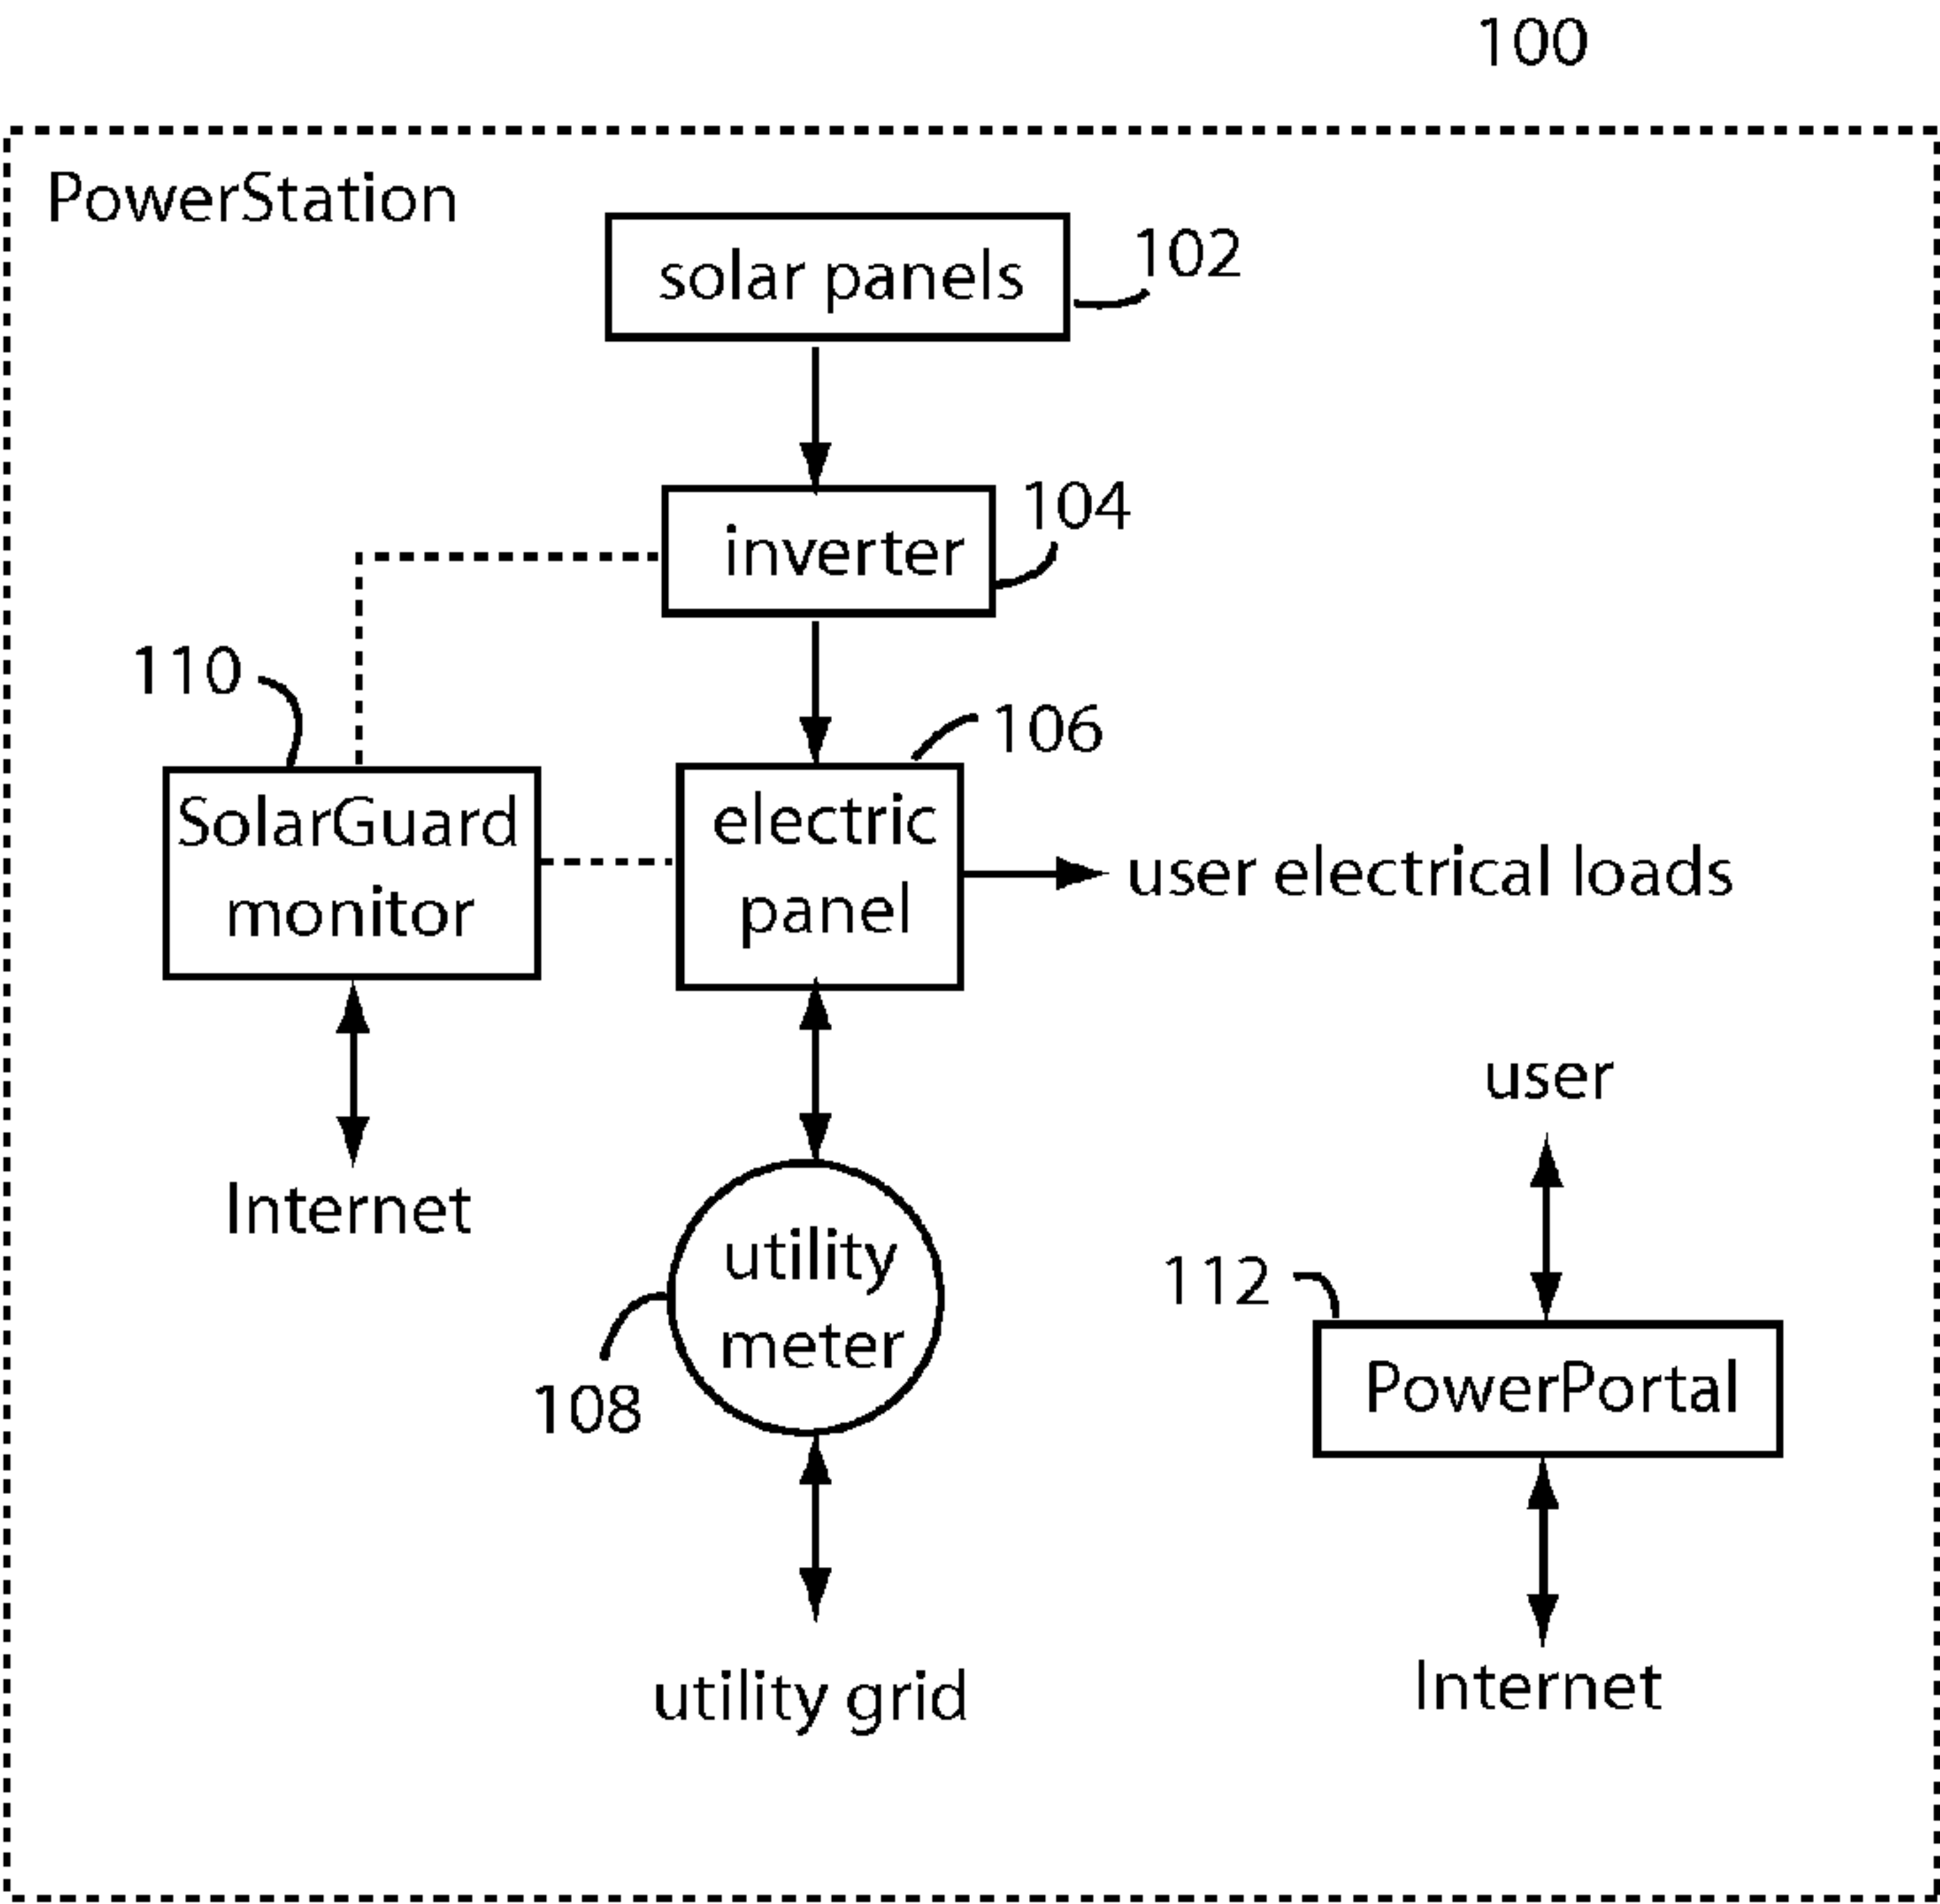 100
PowerStation
solar panels
102
inverter
104
110
106
SolarGuard
monitor
electric
panel
user electrical loads
user
Internet
utility
meter
112
PowerPortal
108
utility grid
Internet